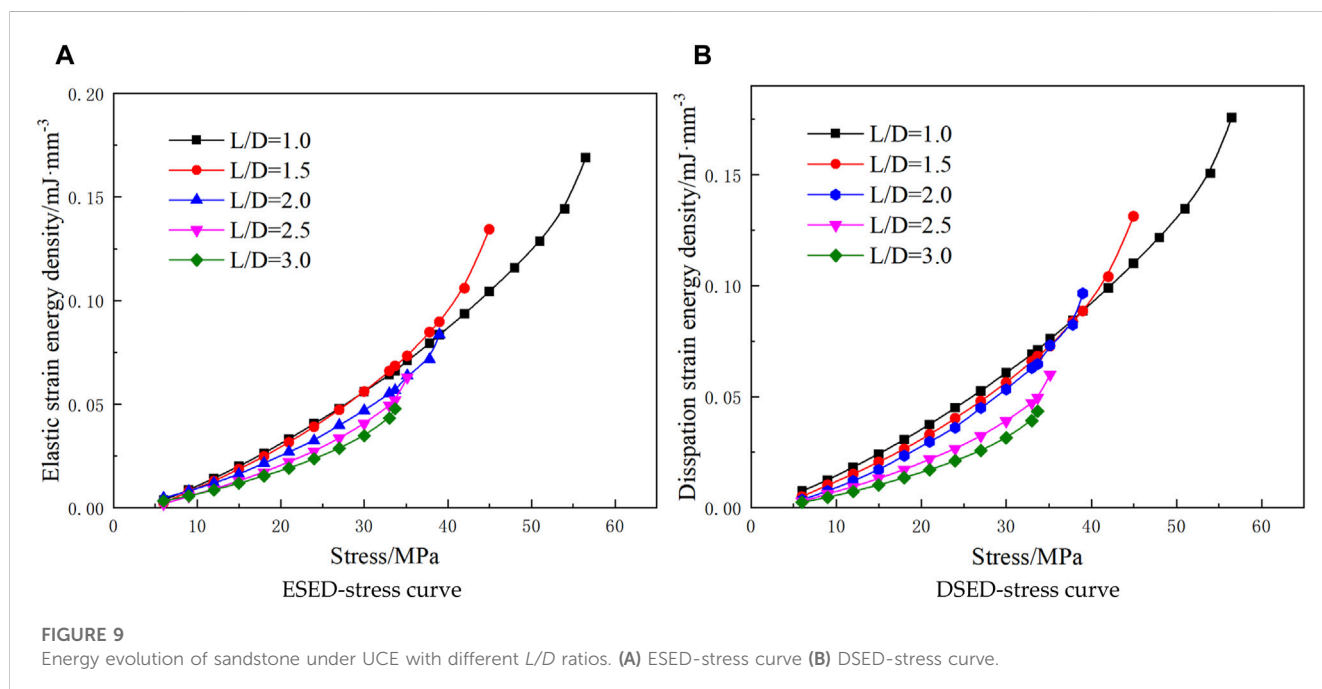 A
0.20
0.15
0.10
0.05
0.00
Elastic strain energy density/mJ·mm⁻³
L/D=1.0
L/D=1.5
L/D=2.0
L/D=2.5
L/D=3.0
0 10 20 30 40 50 60
Stress/MPa
ESED-stress curve
B
0.15
0.10
0.05
0.00
Disspation strain energy density/mJ·mm⁻³
L/D=1.0
L/D=1.5
L/D=2.0
L/D=2.5
L/D=3.0
0 10 20 30 40 50 60
Stress/MPa
DSED-stress curve
FIGURE 9
Energy evolution of sandstone under UCE with different L/D ratios. (A) ESED-stress curve (B) DSED-stress curve.